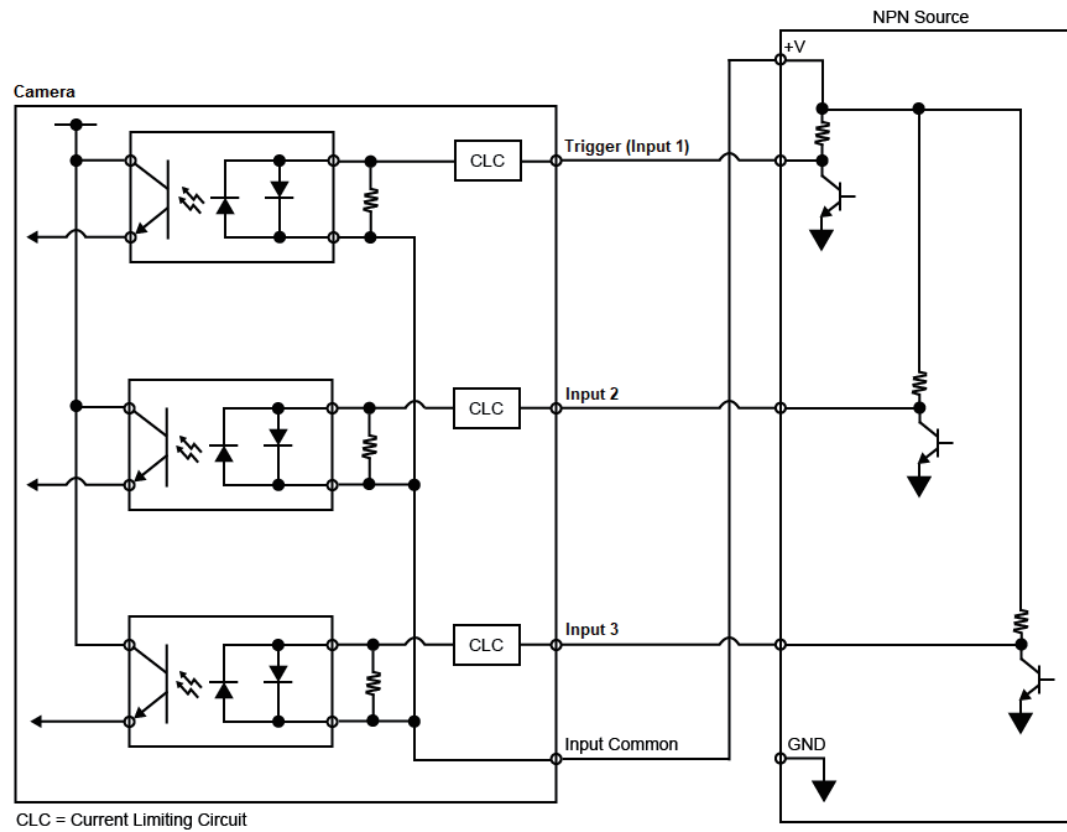 NPN Source
+V
Camera
CLC
Trigger (Input 1)
CLC
Input 2
CLC
Input 3
Input Common
GND
CLC = Current Limiting Circuit